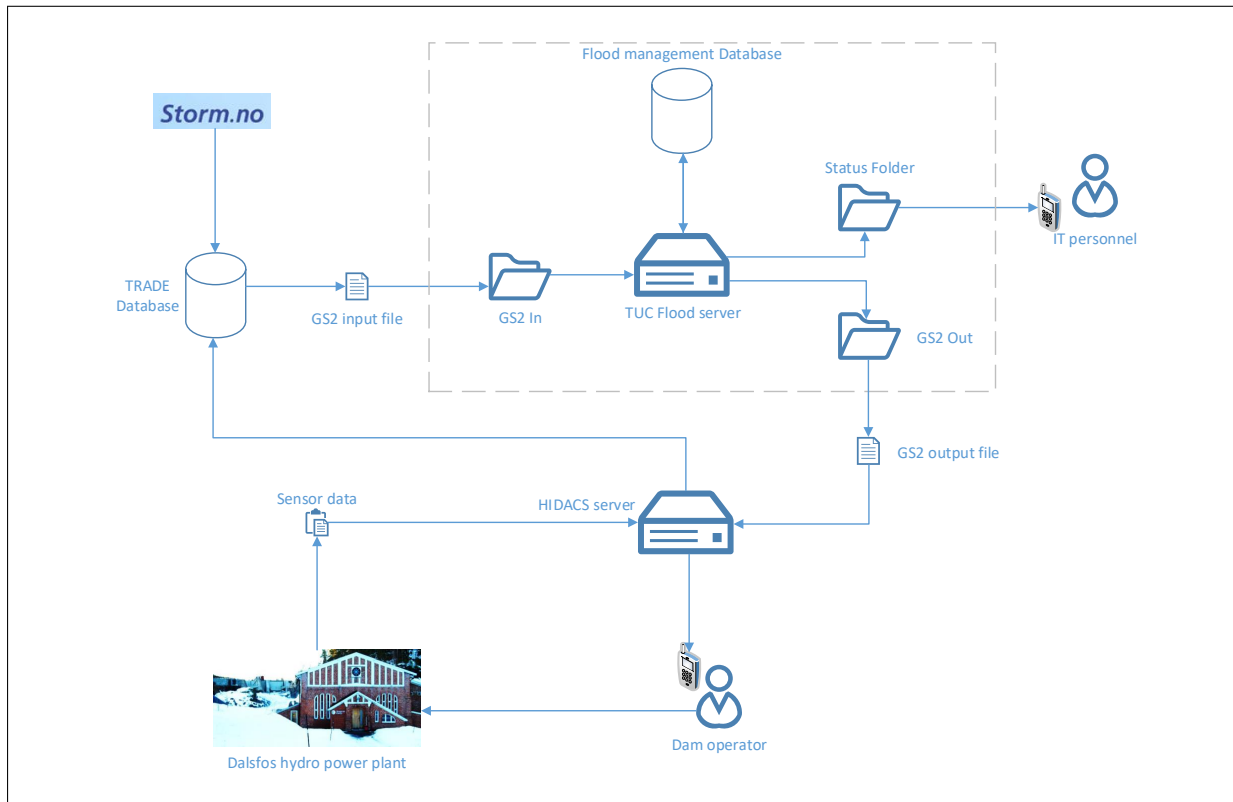 Flood management Database
Storm.no
Status Folder
IT personnel
TRADE
Database
GS2 input file
GS2 In
TUC Flood server
GS2 Out
GS2 output file
Sensor data
HIDACS server
Dam operator
Dalsfos hydro power plant